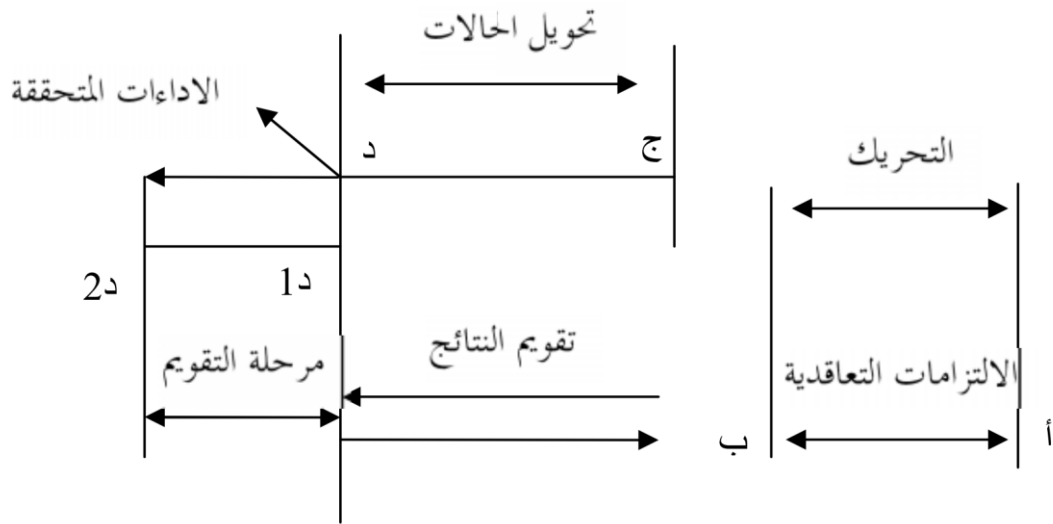 تحويل الحالات
الاداءات المتحققة
ج
د
التحريك
د1
د2
تقويم النتائج
مرحلة التقويم
الالتزامات التعاقدية
أ
ب